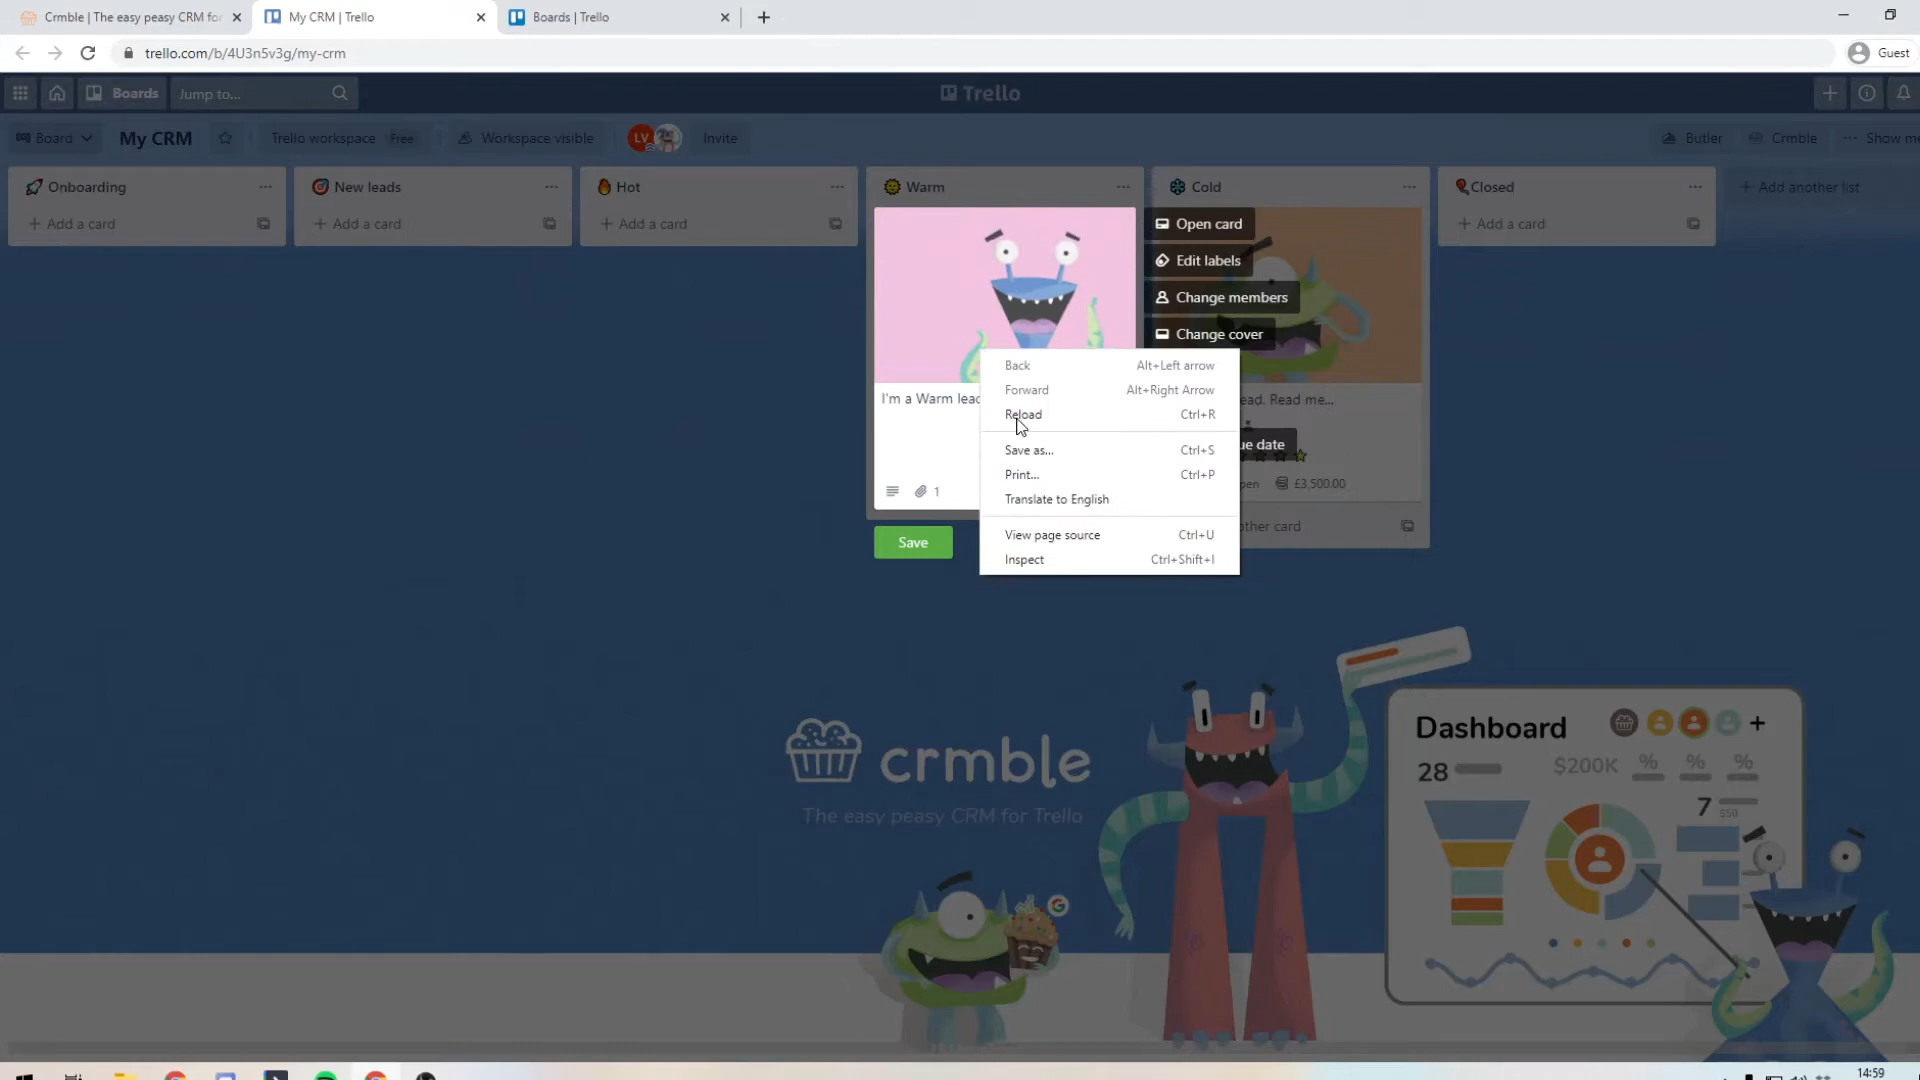 Crmble | The easy peasy CRM for
My CRM | Trello
Boards | Trello
trello.com/b/4U3n5v3g/my-crm
Guest
Boards
Jump to...
Trello
Board
My CRM
Trello workspace
Free
Workspace visible
LV
Invite
Butler
Crmble
Show me
Onboarding
New leads
Hot
Warm
Cold
Closed
+ Add another list
+ Add a card
+ Add a card
+ Add a card
+ Add a card
Open card
Edit labels
Change members
Change cover
I'm a Warm lead
1
Save
Back Alt+Left arrow
Forward Alt+Right Arrow
Reload Ctrl+R
Save as... Ctrl+S
Print... Ctrl+P
Translate to English
View page source Ctrl+U
Inspect Ctrl+Shift+I
ead. Read me...
ue date
pen
£3,500.00
other card
crmble
The easy peasy CRM for Trello
Dashboard
28
$200K
%
%
%
7
$50
G
14:59